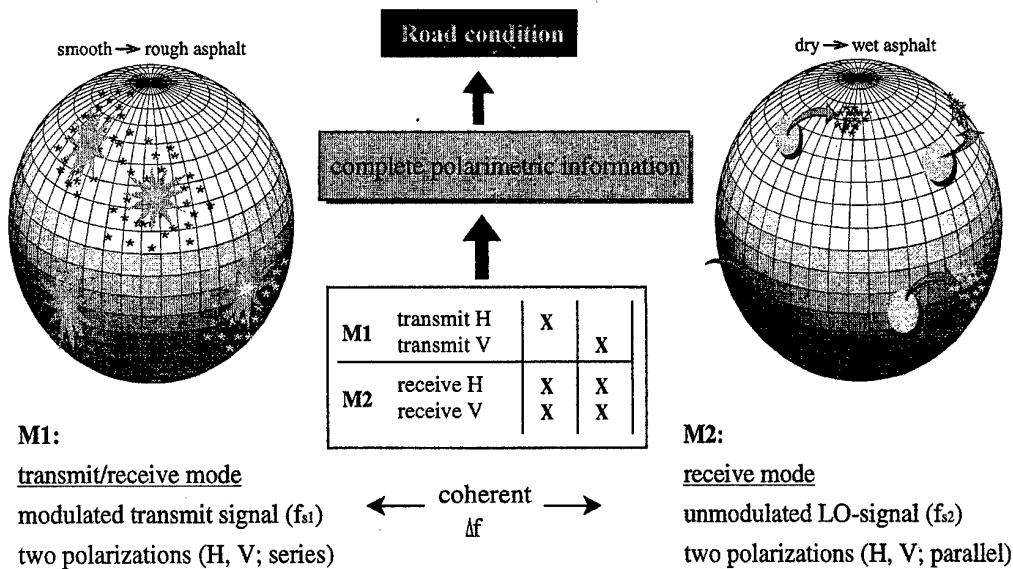 Road condition
smooth → rough asphalt
dry → wet asphalt
complete polarimetric information
M1 transmit H X
transmit V X
M2 receive H X X
receive V X X
M1:
transmit/receive mode
modulated transmit signal (fs1)
two polarizations (H, V; series)
coherent
Δf
M2:
receive mode
unmodulated LO-signal (fs2)
two polarizations (H, V; parallel)